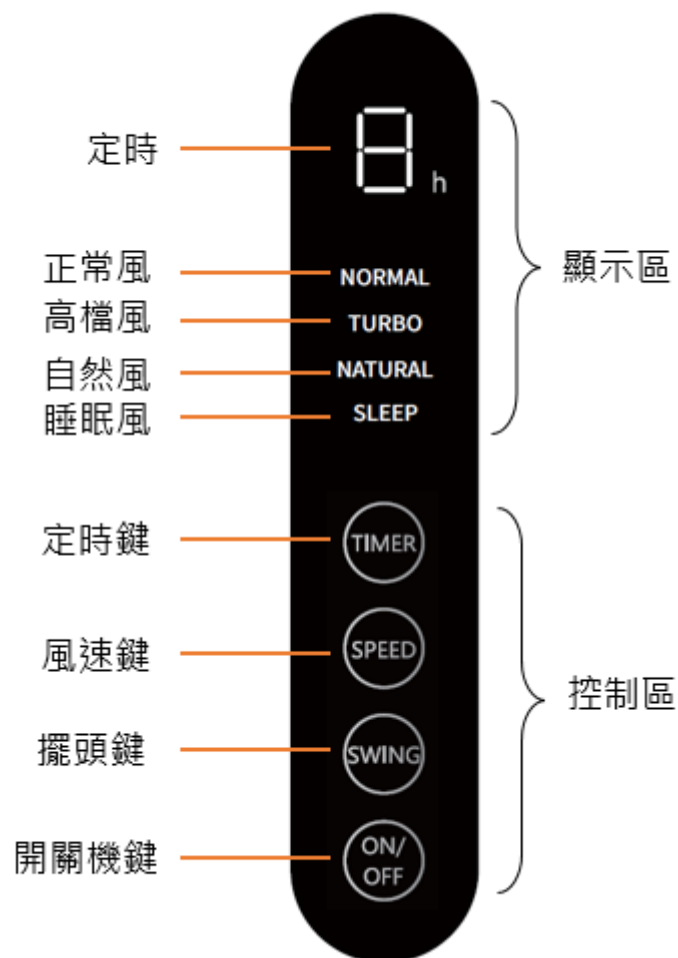 定時
8
h
顯示區
正常風
NORMAL
高檔風
TURBO
自然風
NATURAL
睡眠風
SLEEP
定時鍵
TIMER
風速鍵
SPEED
控制區
擺頭鍵
SWING
開關機鍵
ON/
OFF